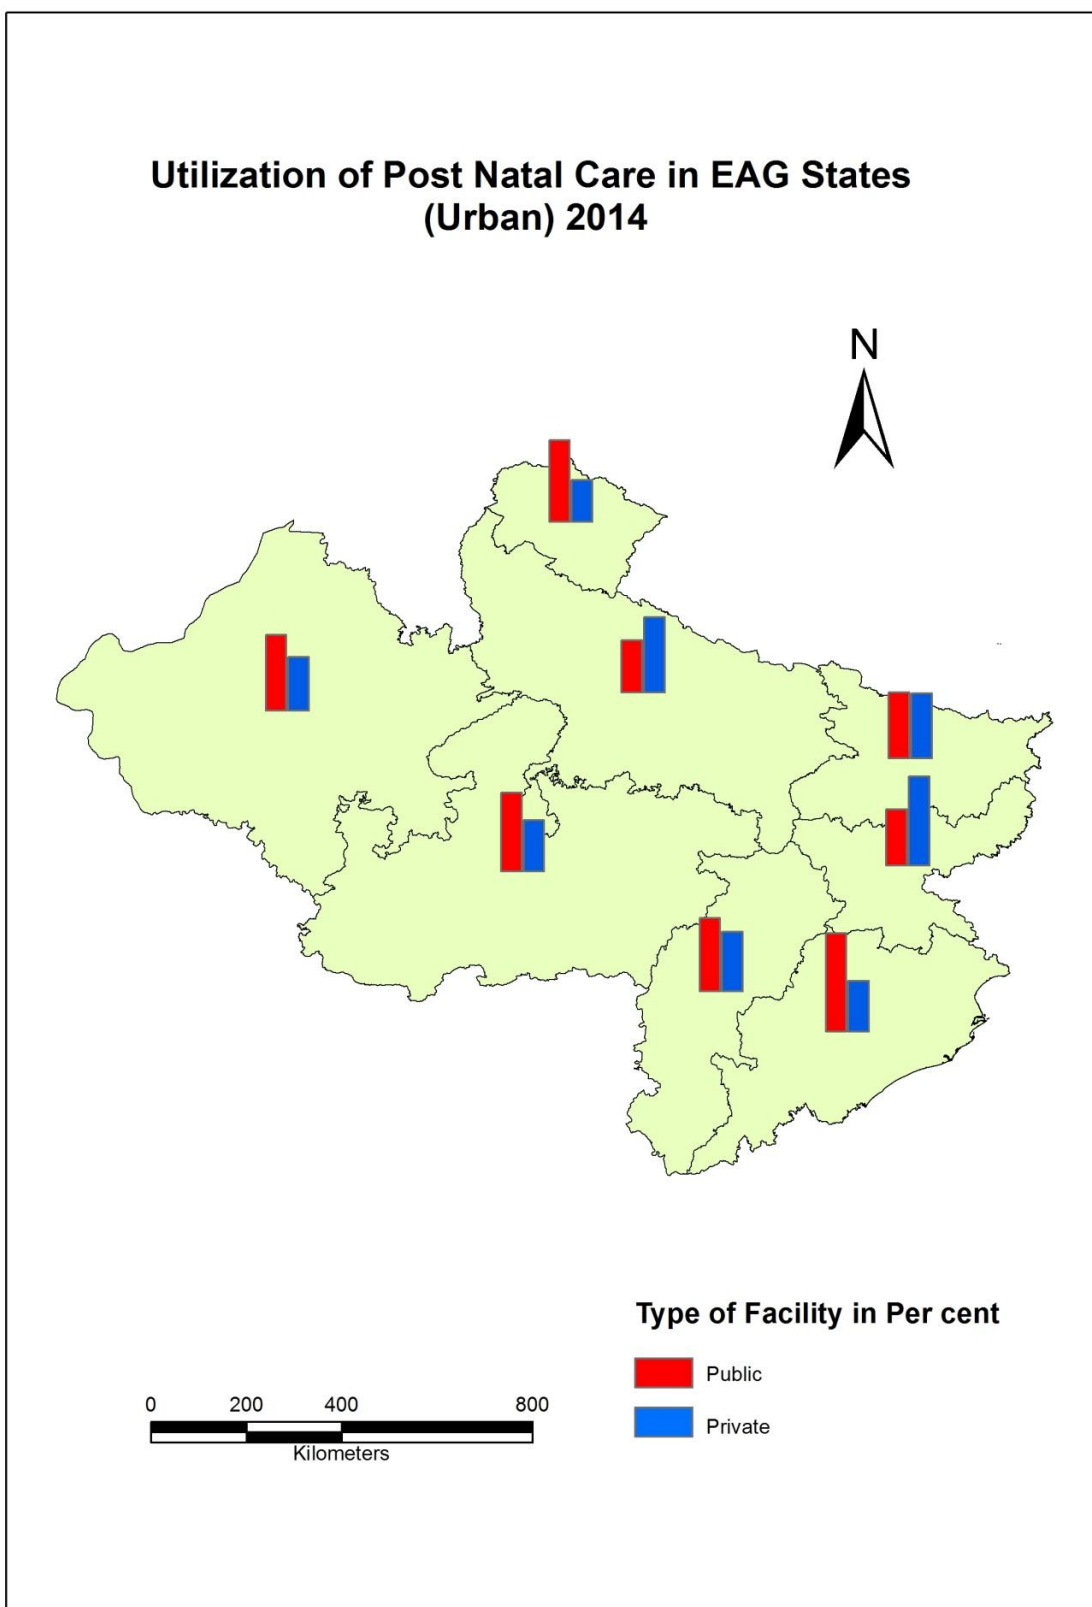 Utilization of Post Natal Care in EAG States
(Urban) 2014
N
Type of Facility in Per cent
Public
Private
0 200 400 800
Kilometers